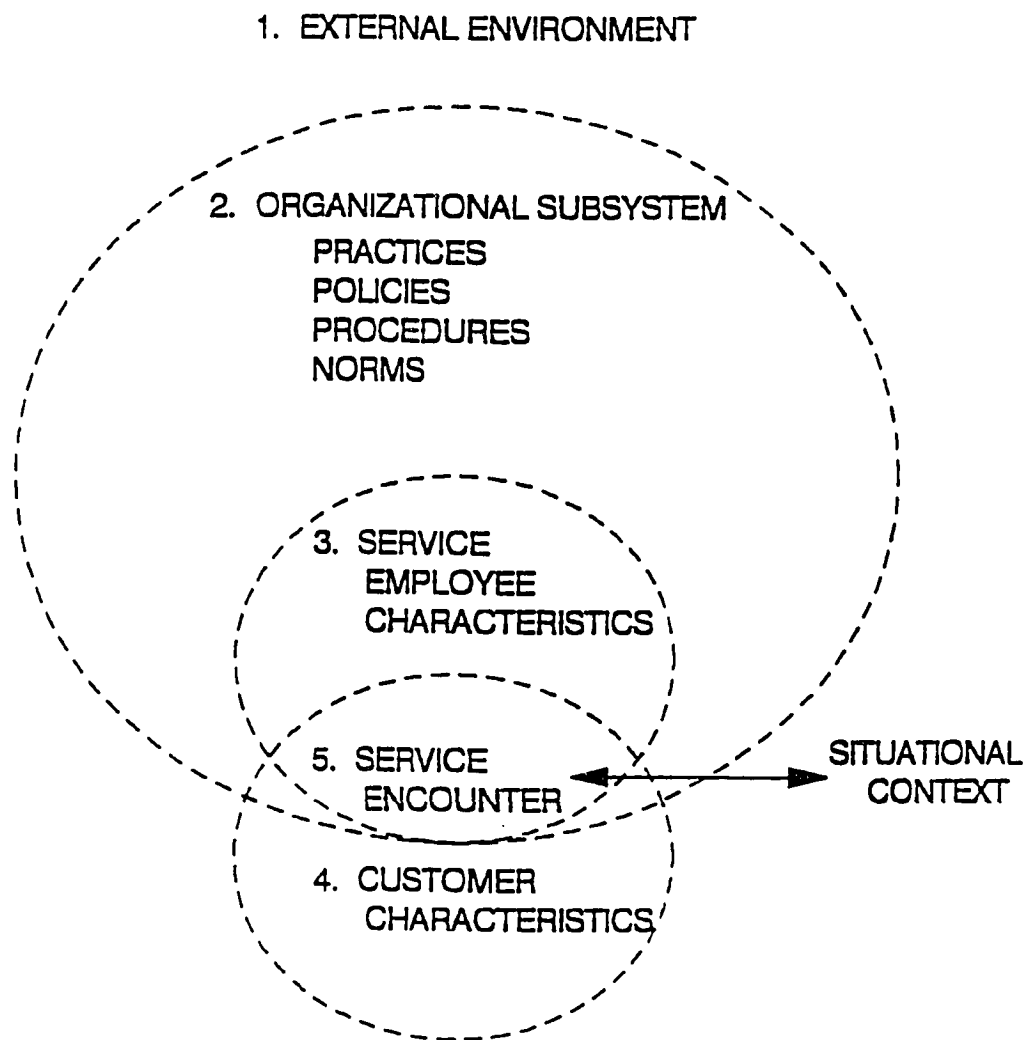 1. EXTERNAL ENVIRONMENT
2. ORGANIZATIONAL SUBSYSTEM
PRACTICES
POLICIES
PROCEDURES
NORMS
3. SERVICE
EMPLOYEE
CHARACTERISTICS
5. SERVICE
ENCOUNTER
SITUATIONAL
CONTEXT
4. CUSTOMER
CHARACTERISTICS